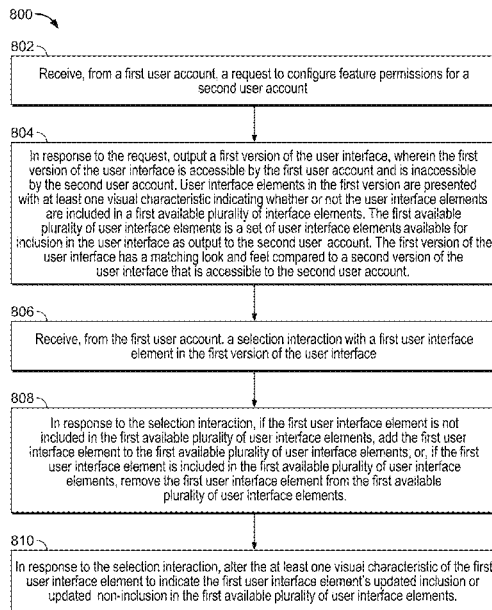 800
802
Receive, from a first user account, a request to configure feature permissions for a
second user account
804
In response to the request, output a first version of the user interface, wherein the first
version of the user interface is accessible by the first user account and is inaccessible
by the second user account. User interface elements in the first version are presented
with at least one visual characteristic indicating whether or not the user interface elements
are included in a first available plurality of interface elements. The first available
plurality of user interface elements is a set of user interface elements available for
inclusion in the user interface as output to the second user account. The first version of the
user interface has a matching look and feel compared to a second version of the
user interface that is accessible to the second user account.
806
Receive, from the first user account, a selection interaction with a first user interface
element in the first version of the user interface
808
In response to the selection interaction, if the first user interface element is not
included in the first available plurality of user interface elements, add the first user
interface element to the first available plurality of user interface elements, or, if the first
user interface element is included in the first available plurality of user interface
elements, remove the first user interface element from the first available
plurality of user interface elements.
810
In response to the selection interaction, alter the at least one visual characteristic of the first
user interface element to indicate the first user interface element's updated inclusion or
updated non-inclusion in the first available plurality of user interface elements.